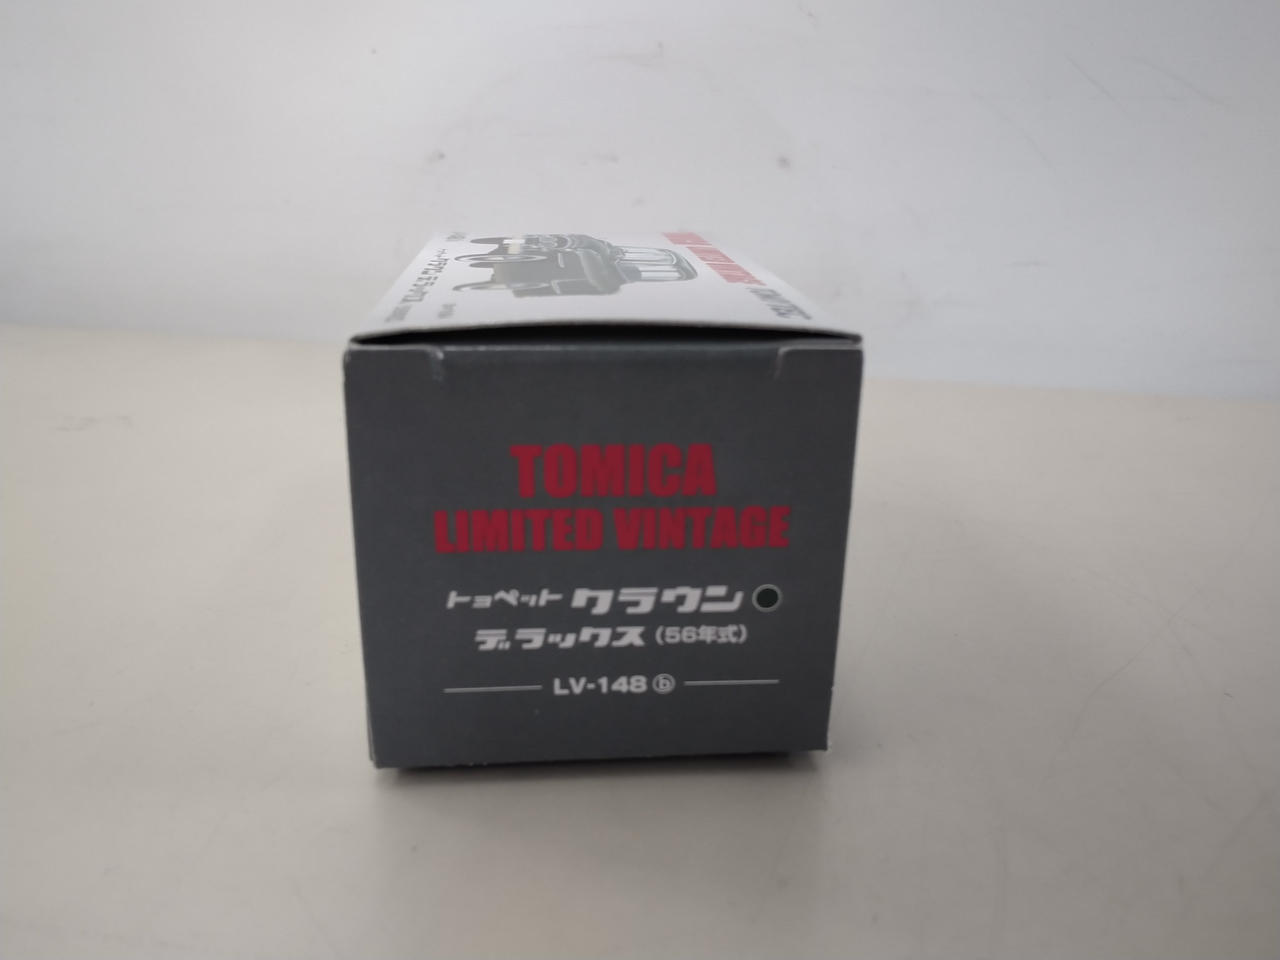 TOMICA
LIMITED VINTAGE
トヨペット クラウン
デラックス (56年式)
LV-148 ⓑ